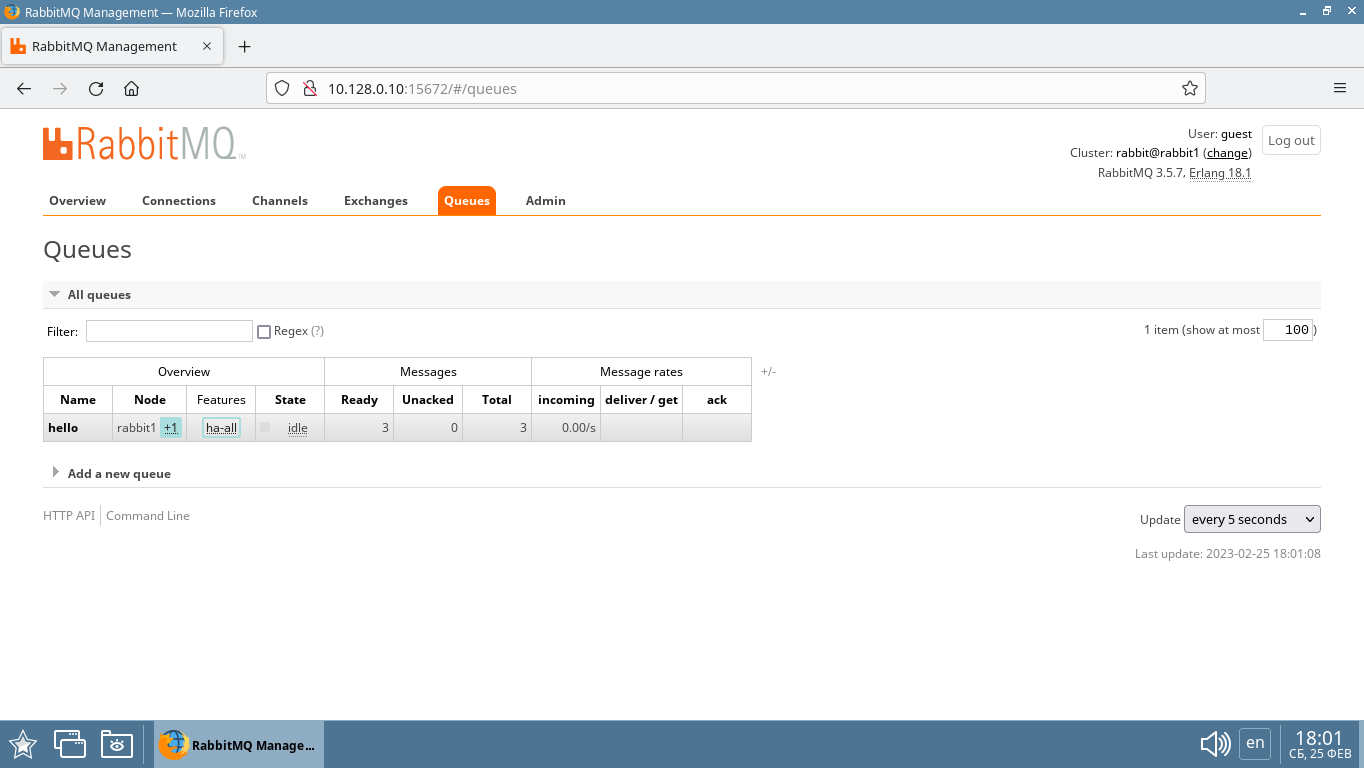 RabbitMQ Management — Mozilla Firefox
RabbitMQ Management
10.128.0.10:15672/#/queues
RabbitMQ™
User: guest
Log out
Cluster: rabbit@rabbit1 (change)
RabbitMQ 3.5.7, Erlang 18.1
Overview Connections Channels Exchanges Queues Admin
Queues
All queues
Filter: Regex (?) 1 item (show at most 100)
Overview Messages Message rates +/-
Name Node Features State Ready Unacked Total incoming deliver / get ack
hello rabbit1 +1 ha-all idle 3 0 3 0.00/s
Add a new queue
HTTP API Command Line
Update every 5 seconds
Last update: 2023-02-25 18:01:08
RabbitMQ Manage...
en
18:01
СБ, 25 ФЕВ